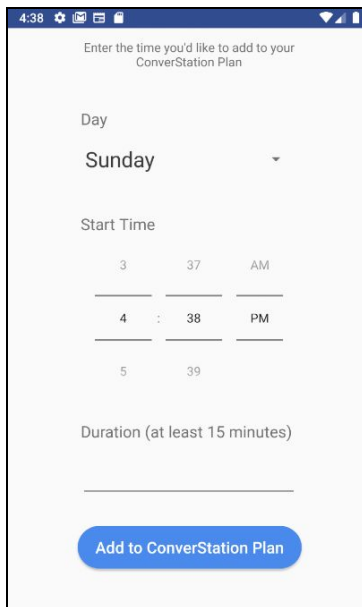 4:38
Enter the time you'd like to add to your
ConverStation Plan
Day
Sunday
Start Time
3 37 AM
4 : 38 PM
5 39
Duration (at least 15 minutes)
Add to ConverStation Plan